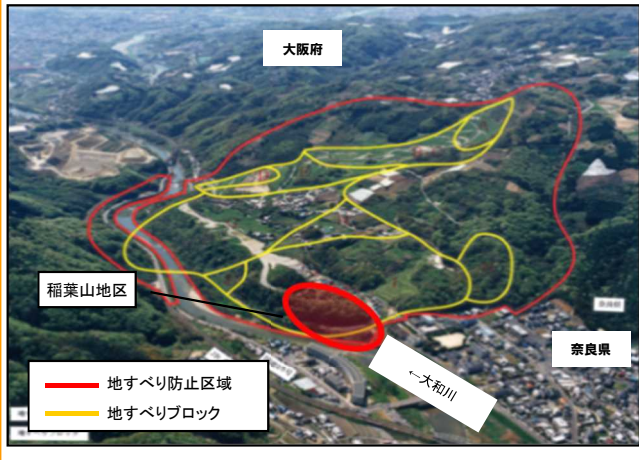 大阪府
稲葉山地区
奈良県
←大和川
地すべり防止区域
地すべりブロック